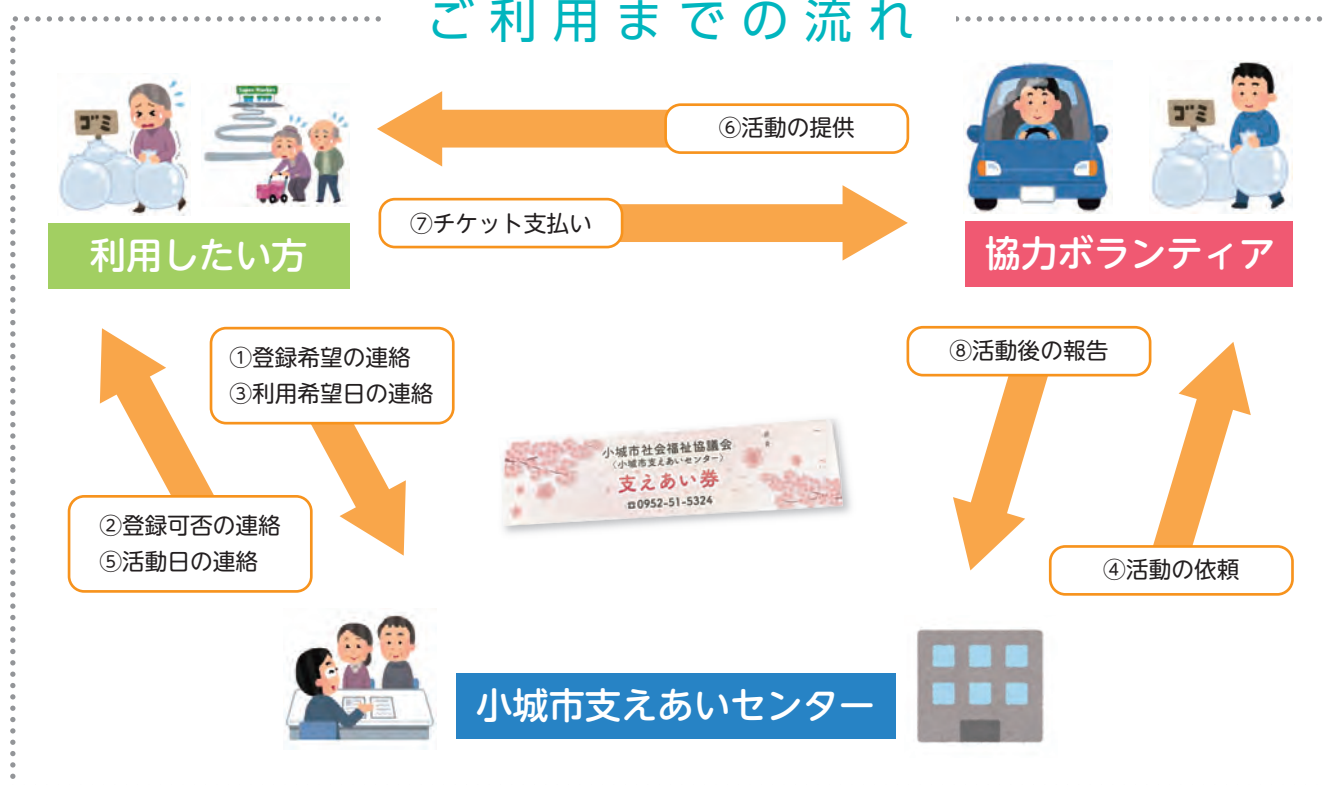 ご利用までの流れ
ゴミ
⑥活動の提供
ゴミ
⑦チケット支払い
利用したい方
協力ボランティア
①登録希望の連絡
③利用希望日の連絡
⑧活動後の報告
小城市社会福祉協議会
(小城市支えあいセンター)
支えあい券
☎0952-51-5324
②登録可否の連絡
⑤活動日の連絡
④活動の依頼
小城市支えあいセンター